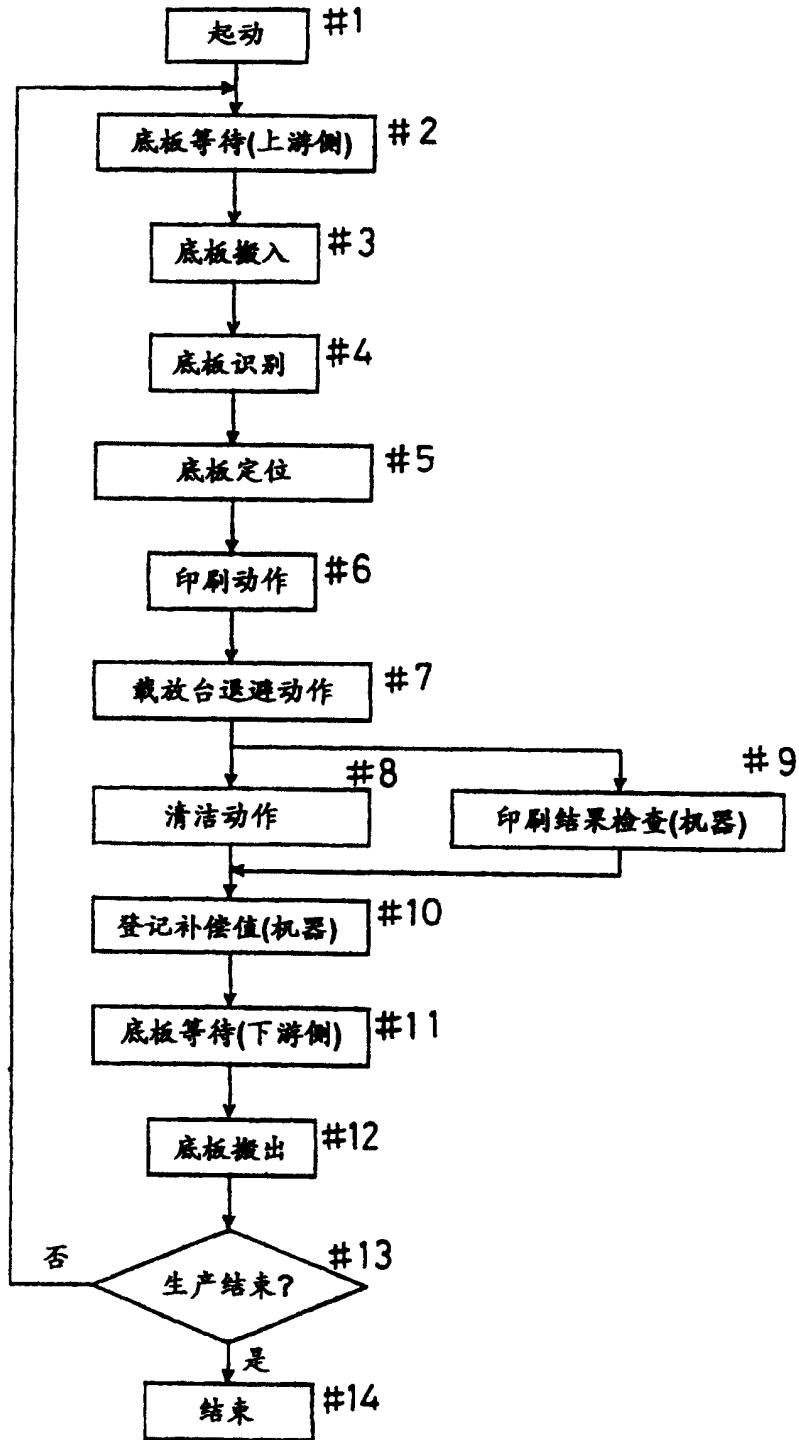 起动 #1
底板等待(上游侧) #2
底板搬入 #3
底板识别 #4
底板定位 #5
印刷动作 #6
载放台退避动作 #7
清洁动作 #8
印刷结果检查(机器) #9
登记补偿值(机器) #10
底板等待(下游侧) #11
底板搬出 #12
生产结束? #13
否
是
结束 #14